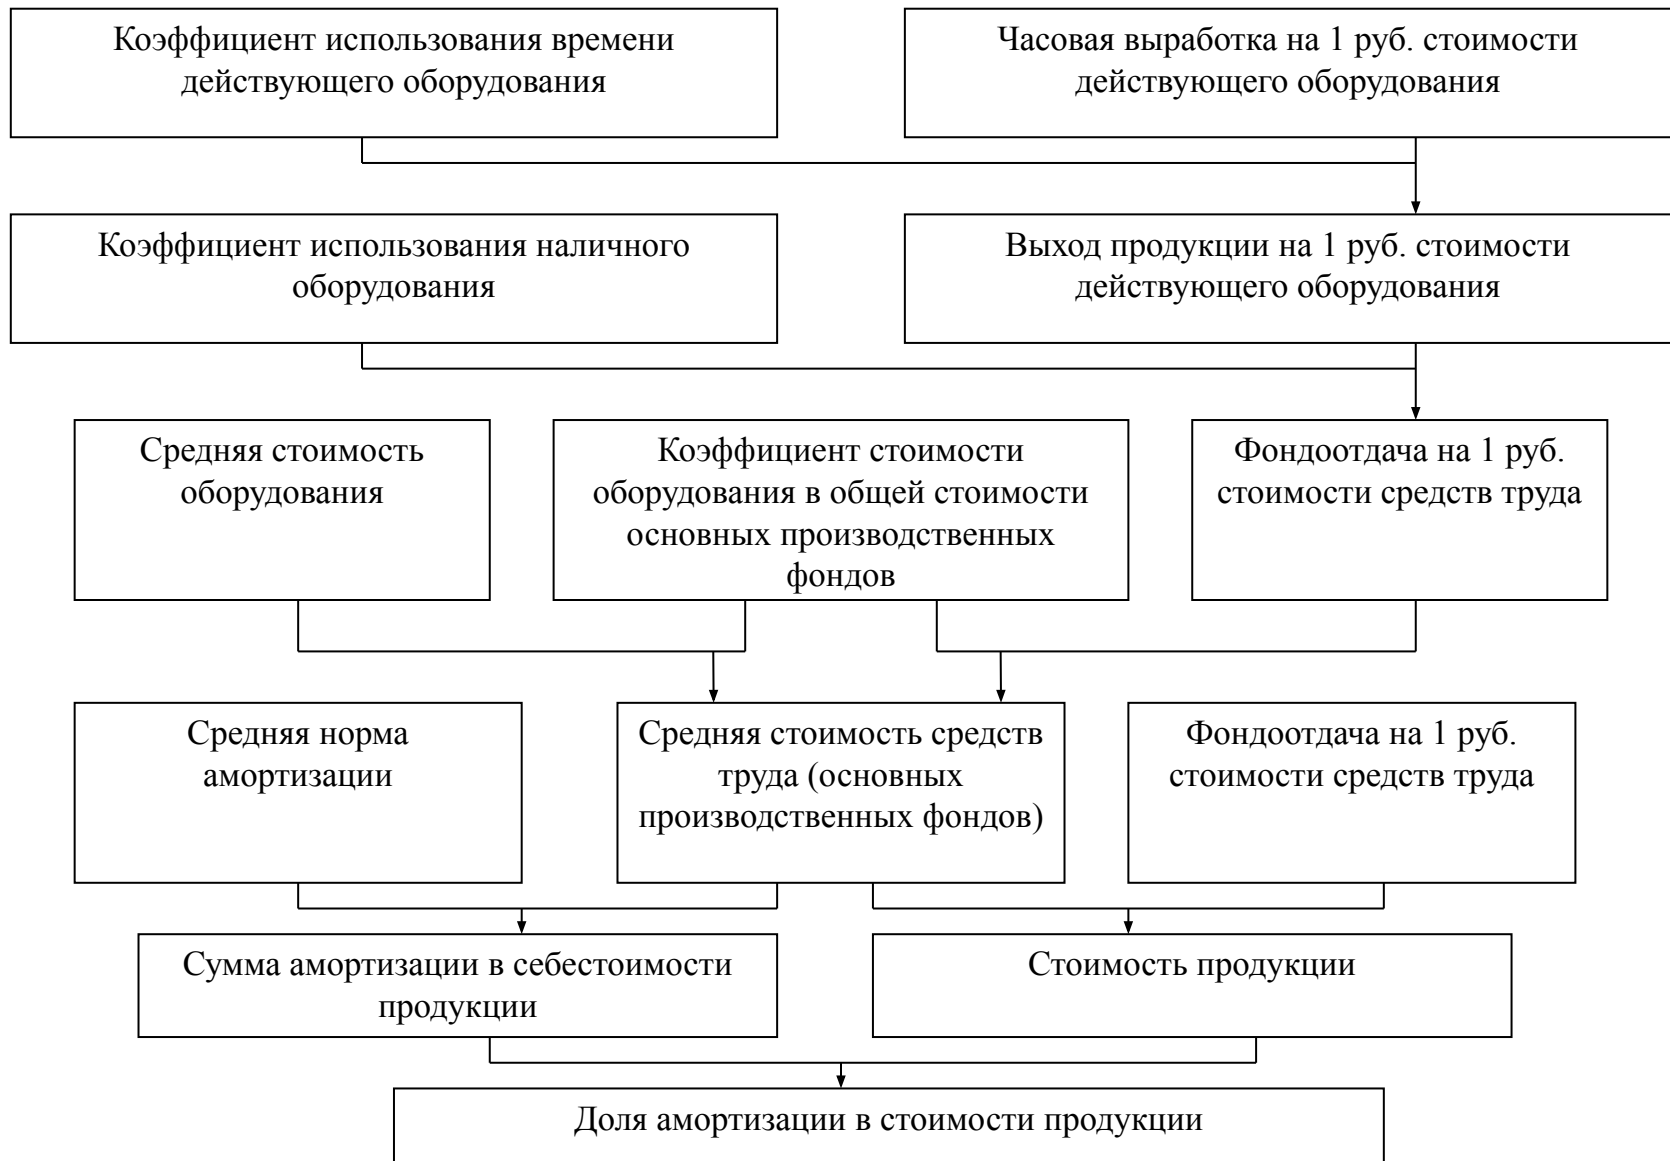 Коэффициент использования времени
действующего оборудования
Часовая выработка на 1 руб. стоимости
действующего оборудования
Коэффициент использования наличного
оборудования
Выход продукции на 1 руб. стоимости
действующего оборудования
Средняя стоимость
оборудования
Коэффициент стоимости
оборудования в общей стоимости
основных производственных
фондов
Фондоотдача на 1 руб.
стоимости средств труда
Средняя норма
амортизации
Средняя стоимость средств
труда (основных
производственных фондов)
Фондоотдача на 1 руб.
стоимости средств труда
Сумма амортизации в себестоимости
продукции
Стоимость продукции
Доля амортизации в стоимости продукции